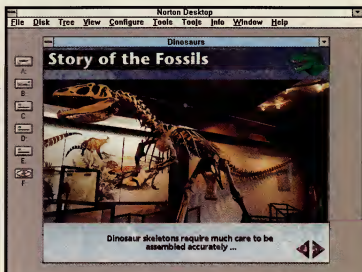 Norton Desktop
File Disk Tree View Configure Tools Tools Info Window Help
Dinosaurs
Story of the Fossils
A:
B:
C
D
E
F
Dinosaur skeletons require much care to be
assembled accurately ...